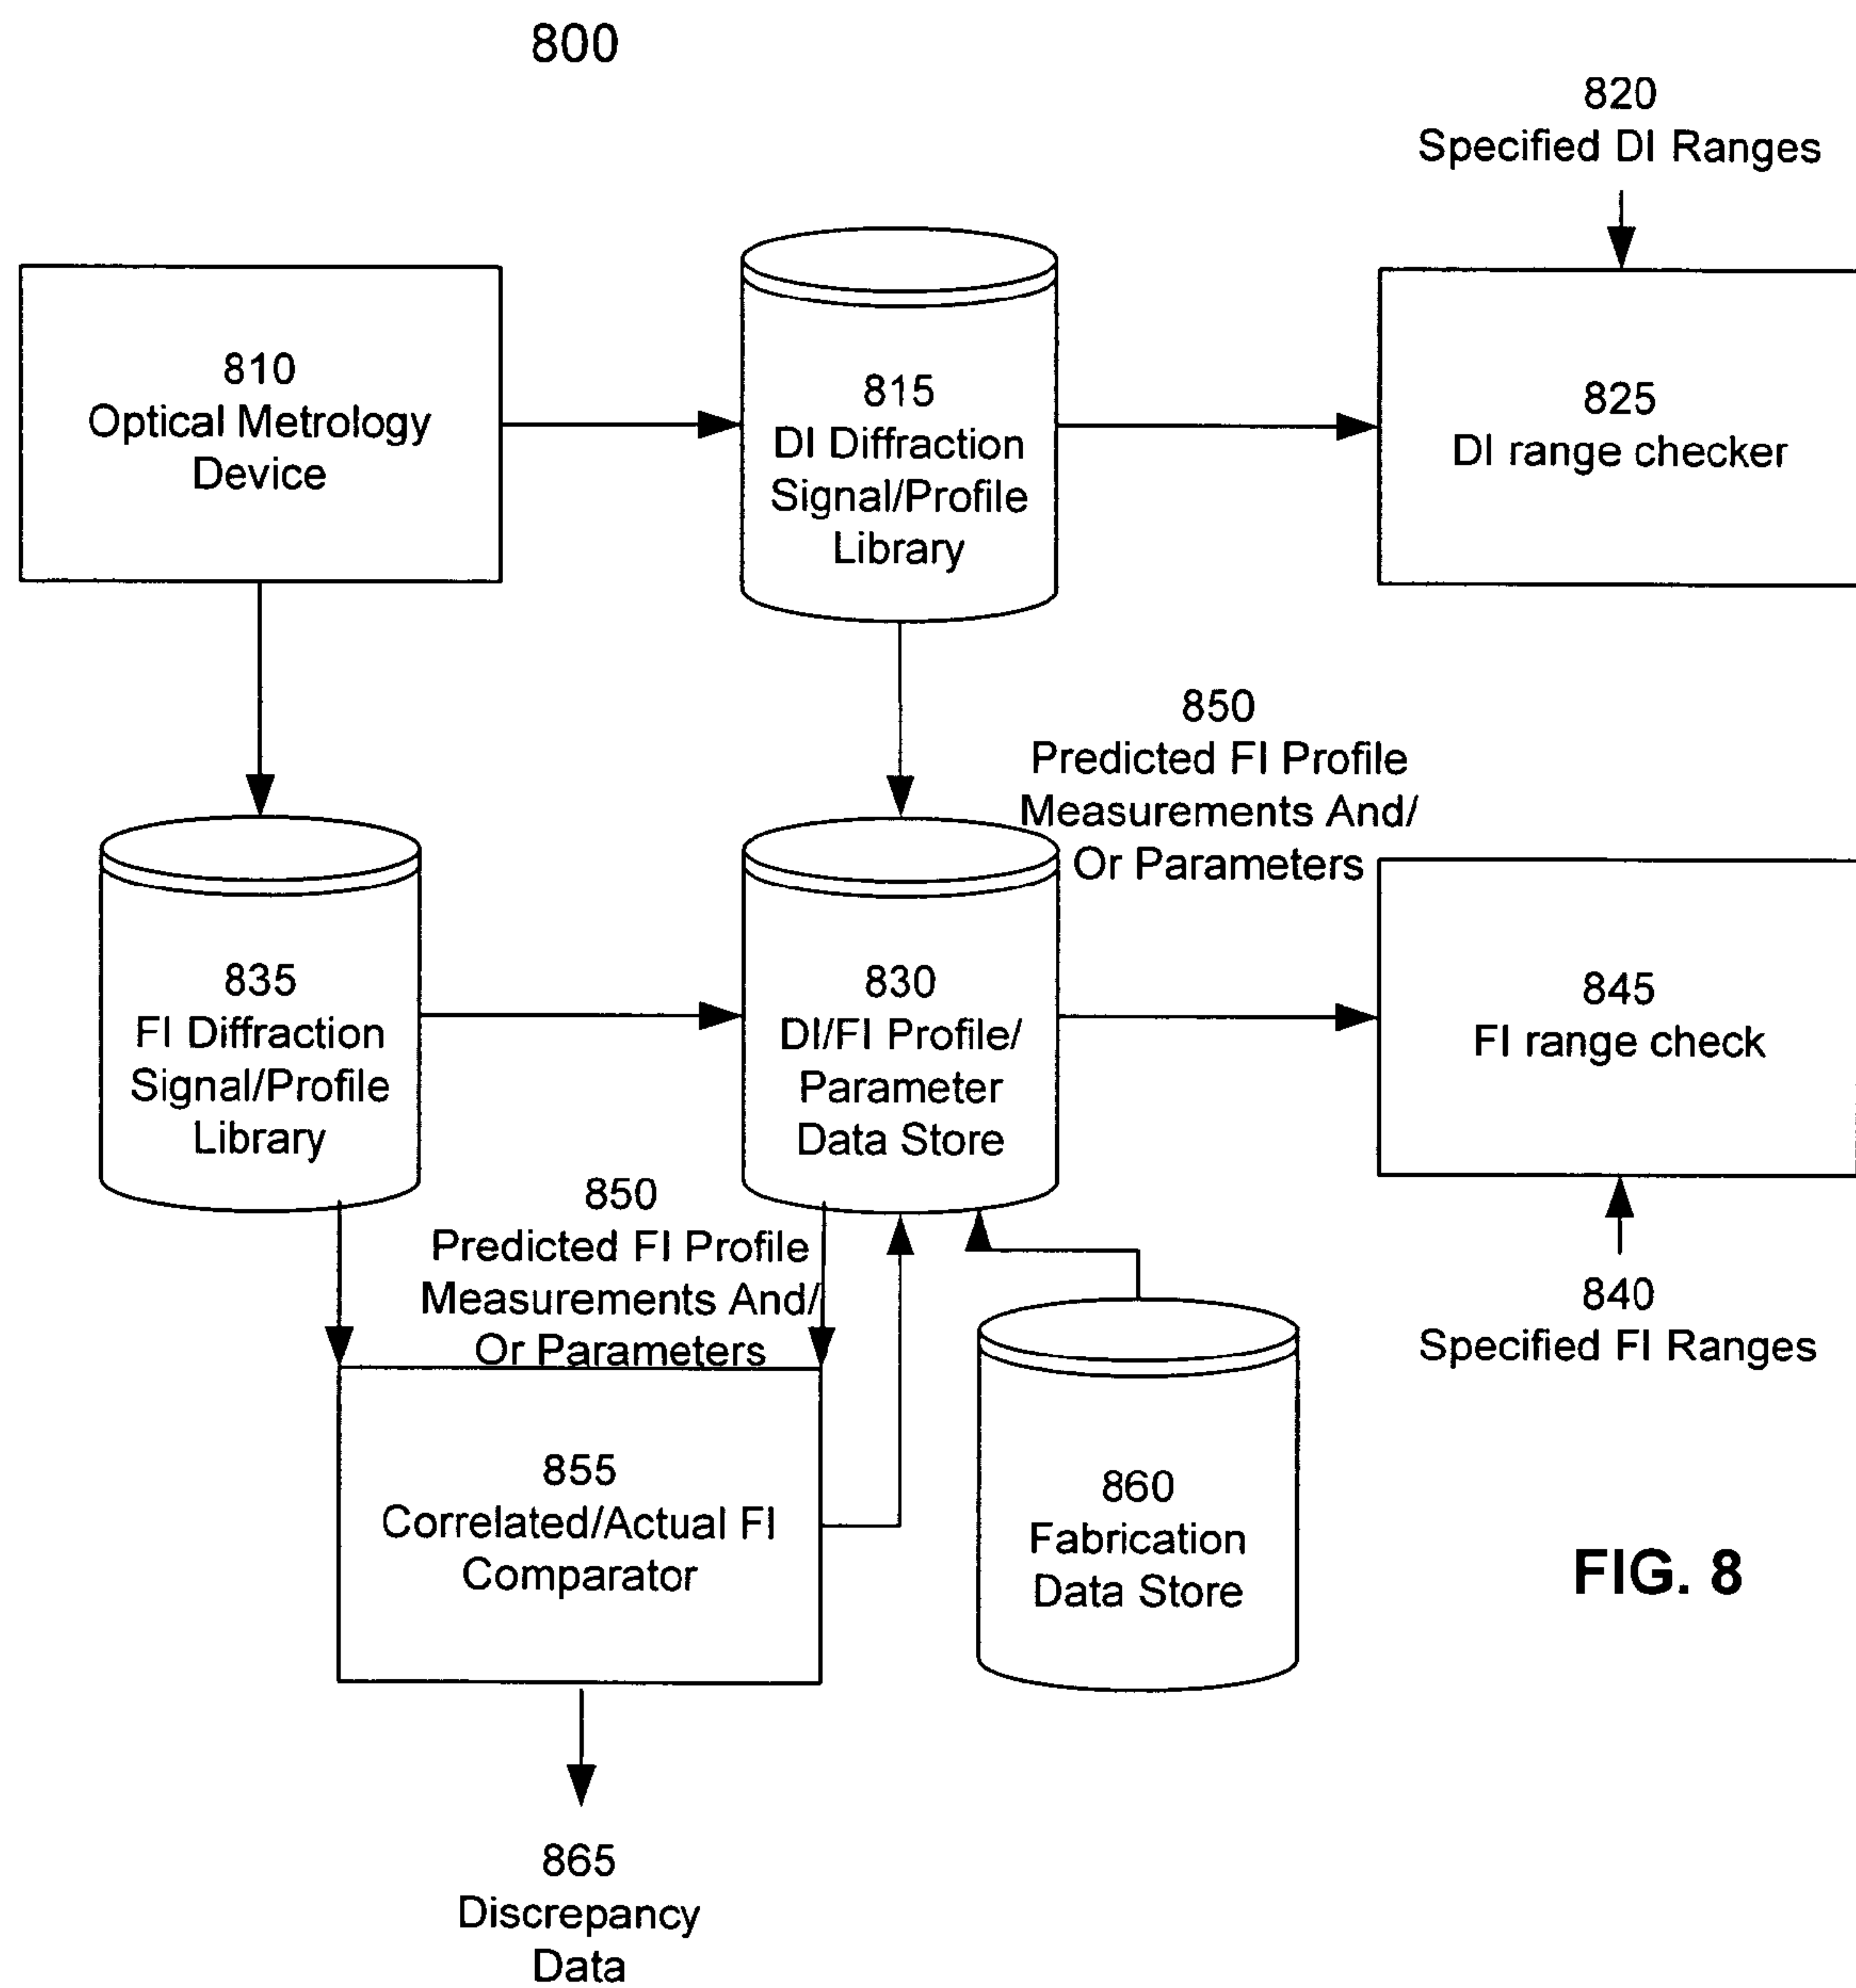 800
820
Specified DI Ranges
810
Optical Metrology
Device
815
DI Diffraction
Signal/Profile
Library
825
DI range checker
850
Predicted FI Profile
Measurements And/
Or Parameters
835
FI Diffraction
Signal/Profile
Library
830
DI/FI Profile/
Parameter
Data Store
845
FI range check
850
Predicted FI Profile
Measurements And/
Or Parameters
840
Specified FI Ranges
855
Correlated/Actual FI
Comparator
860
Fabrication
Data Store
FIG. 8
865
Discrepancy
Data